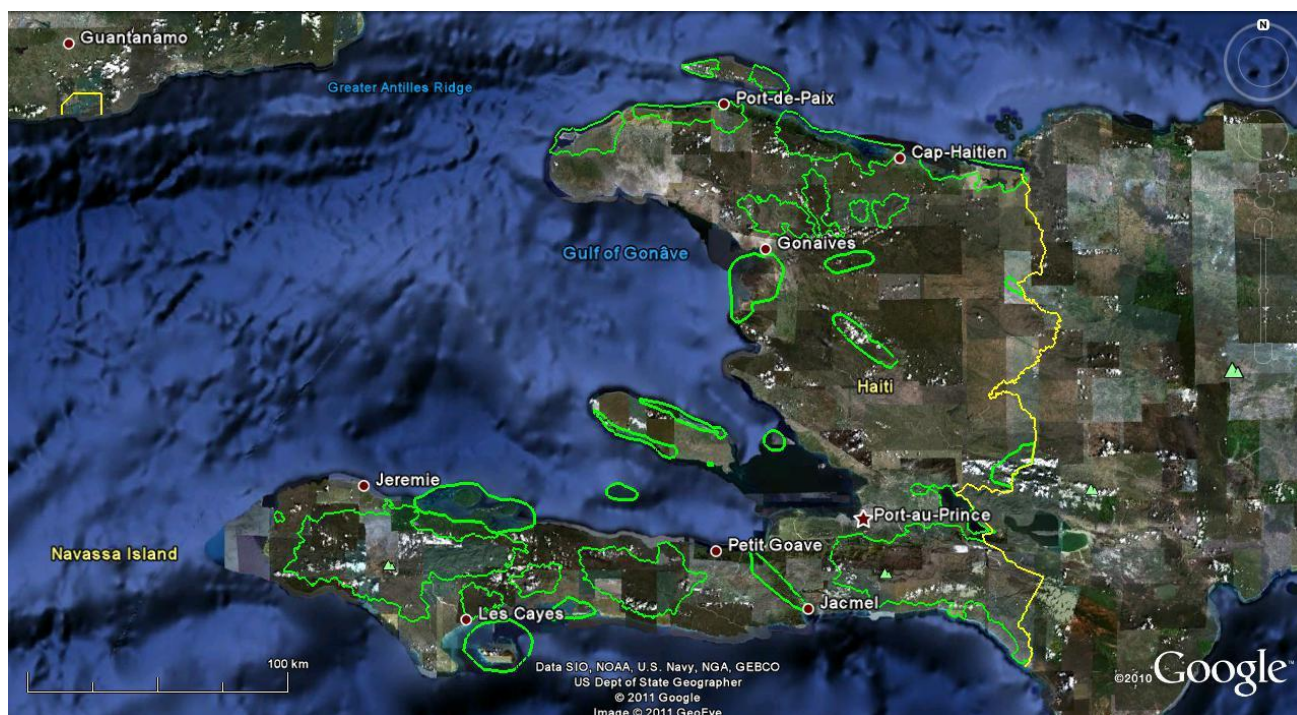 Guantanamo
N
Greater Antilles Ridge
Port-de-Paix
Cap-Haitien
Gonaives
Gulf of Gonâve
Haiti
Jeremie
Port-au-Prince
Navassa Island
Petit Goave
Jacmel
Les Cayes
100 km
Data SIO, NOAA, U.S. Navy, NGA, GEBCO
US Dept of State Geographer
© 2011 Google
Image © 2011 GeoEye
©2010 Google™